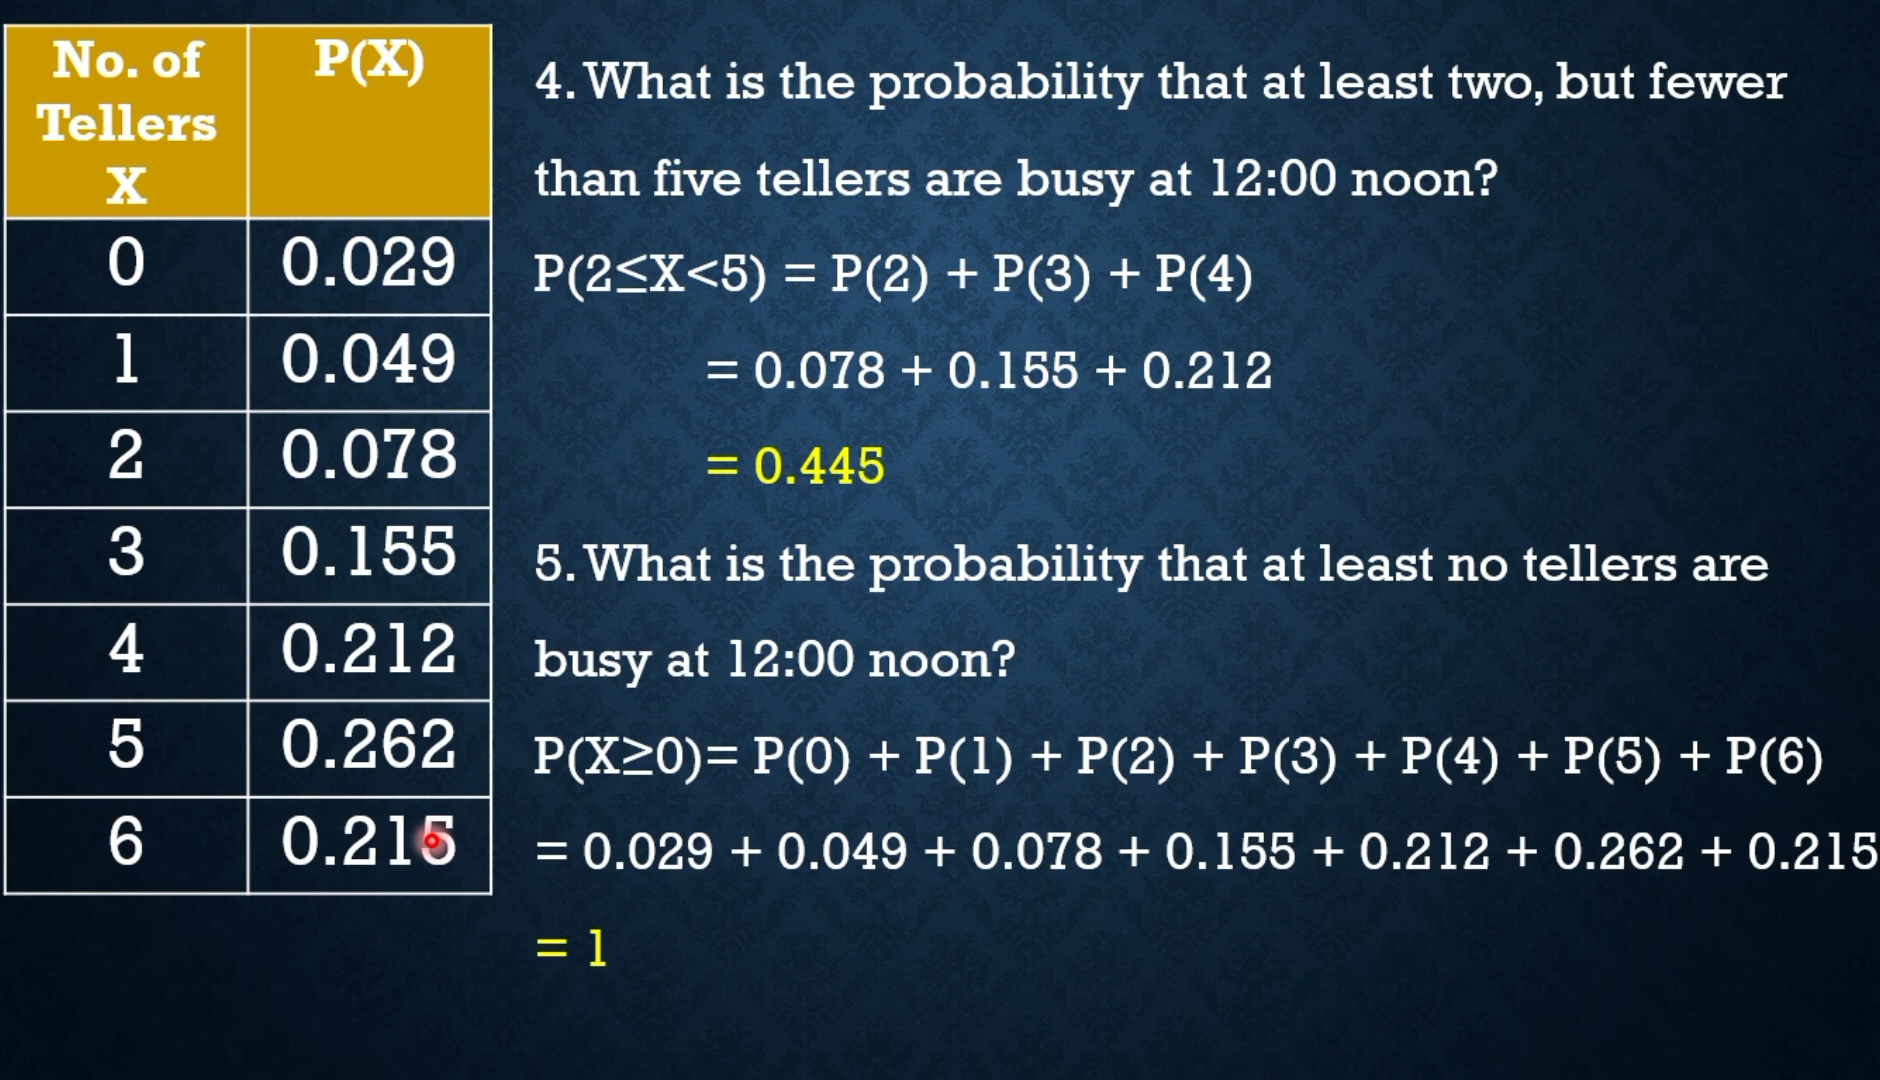 No. of Tellers X P(X)
0 0.029
1 0.049
2 0.078
3 0.155
4 0.212
5 0.262
6 0.215
4. What is the probability that at least two, but fewer
than five tellers are busy at 12:00 noon?
P(2≤X<5) = P(2) + P(3) + P(4)
= 0.078 + 0.155 + 0.212
= 0.445
5. What is the probability that at least no tellers are
busy at 12:00 noon?
P(X≥0)= P(0) + P(1) + P(2) + P(3) + P(4) + P(5) + P(6)
= 0.029 + 0.049 + 0.078 + 0.155 + 0.212 + 0.262 + 0.215
= 1